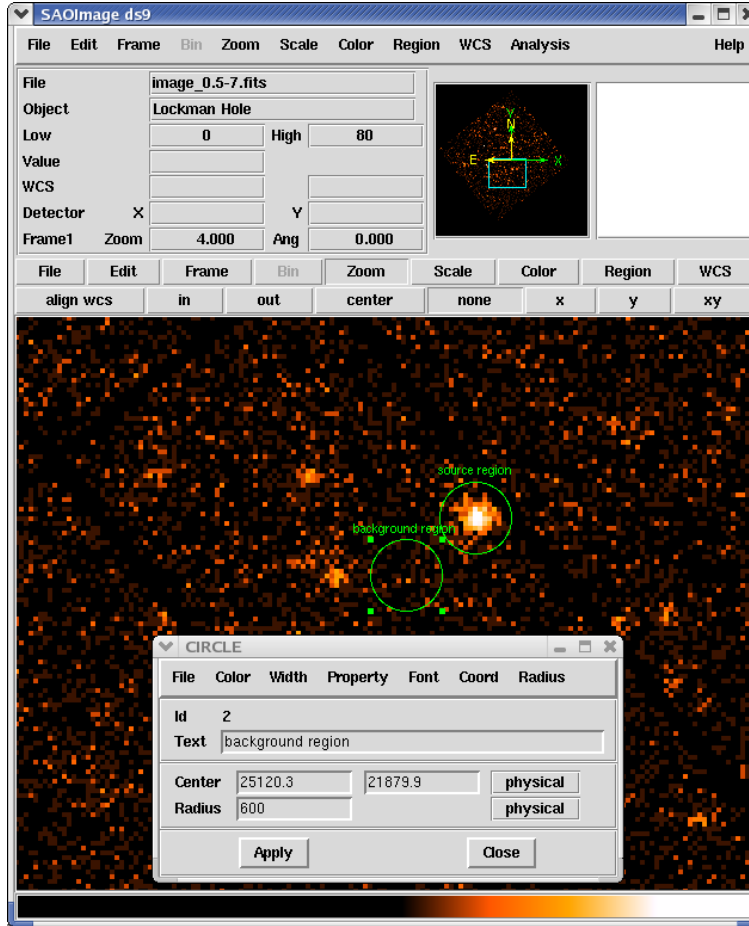 SAOImage ds9
File Edit Frame Bin Zoom Scale Color Region WCS Analysis Help
File image_0.5-7.fits
Object Lockman Hole
Low 0 High 80
Value
WCS
Detector X Y
Frame1 Zoom 4.000 Ang 0.000
Y
N
E X
File Edit Frame Bin Zoom Scale Color Region WCS
align wcs in out center none x y xy
source region
background region
CIRCLE
File Color Width Property Font Coord Radius
Id 2
Text background region
Center 25120.3 21879.9 physical
Radius 600 physical
Apply Close